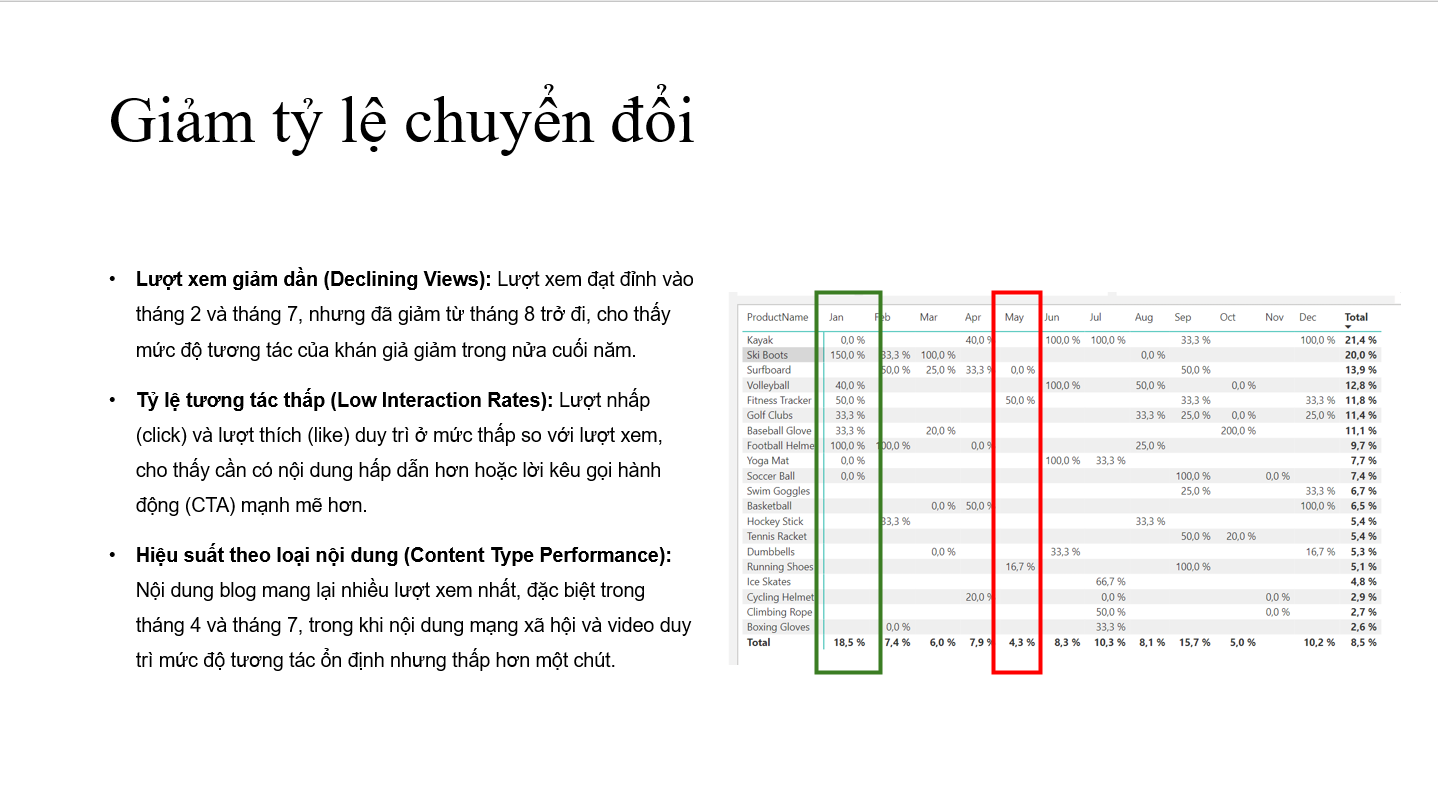 Giảm tỷ lệ chuyển đổi
• Lượt xem giảm dần (Declining Views): Lượt xem đạt đỉnh vào
tháng 2 và tháng 7, nhưng đã giảm từ tháng 8 trở đi, cho thấy
mức độ tương tác của khán giả giảm trong nửa cuối năm.
• Tỷ lệ tương tác thấp (Low Interaction Rates): Lượt nhấp
(click) và lượt thích (like) duy trì ở mức thấp so với lượt xem,
cho thấy cần có nội dung hấp dẫn hơn hoặc lời kêu gọi hành
động (CTA) mạnh mẽ hơn.
• Hiệu suất theo loại nội dung (Content Type Performance):
Nội dung blog mang lại nhiều lượt xem nhất, đặc biệt trong
tháng 4 và tháng 7, trong khi nội dung mạng xã hội và video duy
trì mức độ tương tác ổn định nhưng thấp hơn một chút.
ProductName Jan Feb Mar Apr May Jun Jul Aug Sep Oct Nov Dec Total
Kayak 0,0 % 40,0 % 100,0 % 100,0 % 33,3 % 100,0 % 21,4 %
Ski Boots 150,0 % 33,3 % 100,0 % 0,0 % 20,0 %
Surfboard 50,0 % 25,0 % 33,3 % 0,0 % 50,0 % 13,9 %
Volleyball 40,0 % 100,0 % 50,0 % 0,0 % 12,8 %
Fitness Tracker 50,0 % 50,0 % 33,3 % 33,3 % 11,8 %
Golf Clubs 33,3 % 33,3 % 25,0 % 0,0 % 25,0 % 11,4 %
Baseball Glove 33,3 % 20,0 % 200,0 % 11,1 %
Football Helme 100,0 % 100,0 % 0,0 % 25,0 % 9,7 %
Yoga Mat 0,0 % 100,0 % 33,3 % 7,7 %
Soccer Ball 0,0 % 100,0 % 0,0 % 7,4 %
Swim Goggles 25,0 % 33,3 % 6,7 %
Basketball 0,0 % 50,0 % 100,0 % 6,5 %
Hockey Stick 33,3 % 33,3 % 5,4 %
Tennis Racket 50,0 % 20,0 % 5,4 %
Dumbbells 0,0 % 33,3 % 16,7 % 5,3 %
Running Shoes 16,7 % 100,0 % 5,1 %
Ice Skates 66,7 % 4,8 %
Cycling Helmet 20,0 % 0,0 % 0,0 % 2,9 %
Climbing Rope 50,0 % 0,0 % 2,7 %
Boxing Gloves 0,0 % 33,3 % 2,6 %
Total 18,5 % 7,4 % 6,0 % 7,9 % 4,3 % 8,3 % 10,3 % 8,1 % 15,7 % 5,0 % 10,2 % 8,5 %